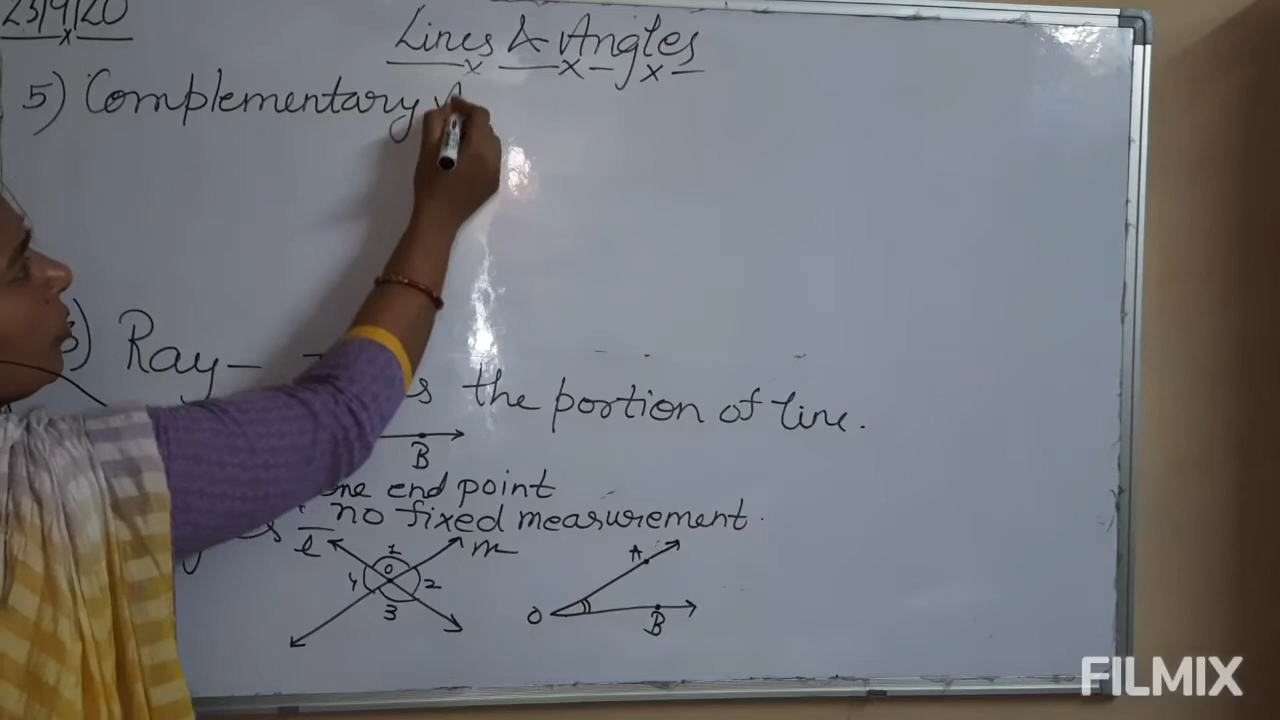 23/9/20
Lines & Angles
5) Complementary A
3) Ray— is the portion of line.
B
one end point
no fixed measurement.
l 1 m
4 O 2
3
A
O B
FILMIX